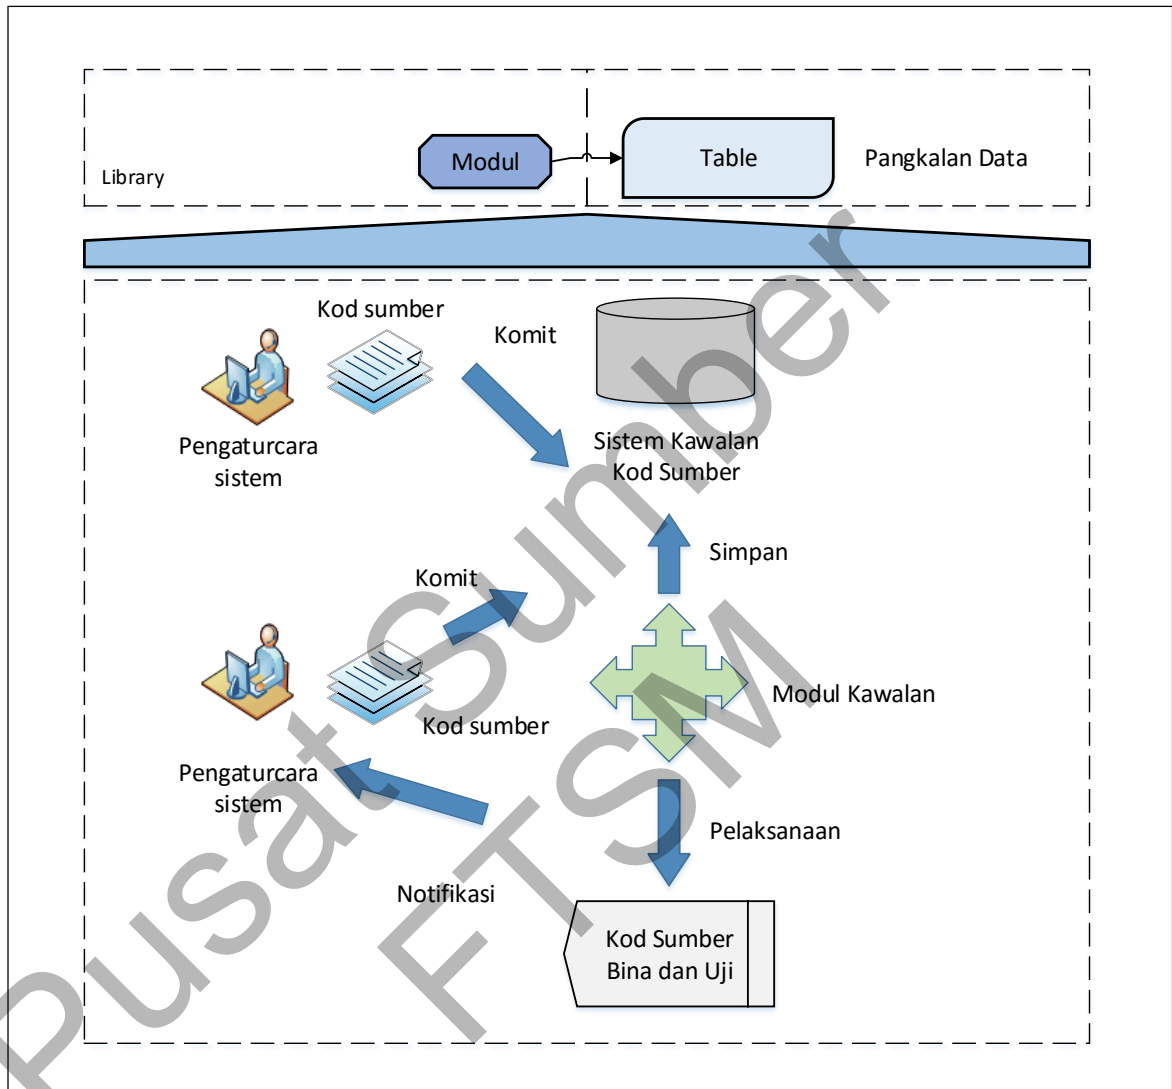 Modul
Table
Pangkalan Data
Library
Kod sumber
Komit
Pengaturcara
sistem
Sistem Kawalan
Kod Sumber
Simpan
Komit
Modul Kawalan
Kod sumber
Pengaturcara
sistem
Pelaksanaan
Notifikasi
Kod Sumber
Bina dan Uji
Pusat Sumber
FTSM